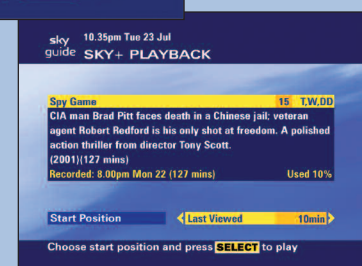 sky 10.35pm Tue 23 Jul
guide SKY+ PLAYBACK
Spy Game 15 T,W,DD
CIA man Brad Pitt faces death in a Chinese jail; veteran
agent Robert Redford is his only shot at freedom. A polished
action thriller from director Tony Scott.
(2001)(127 mins)
Recorded: 8.00pm Mon 22 (127 mins) Used 10%
Start Position Last Viewed 10min
Choose start position and press SELECT to play